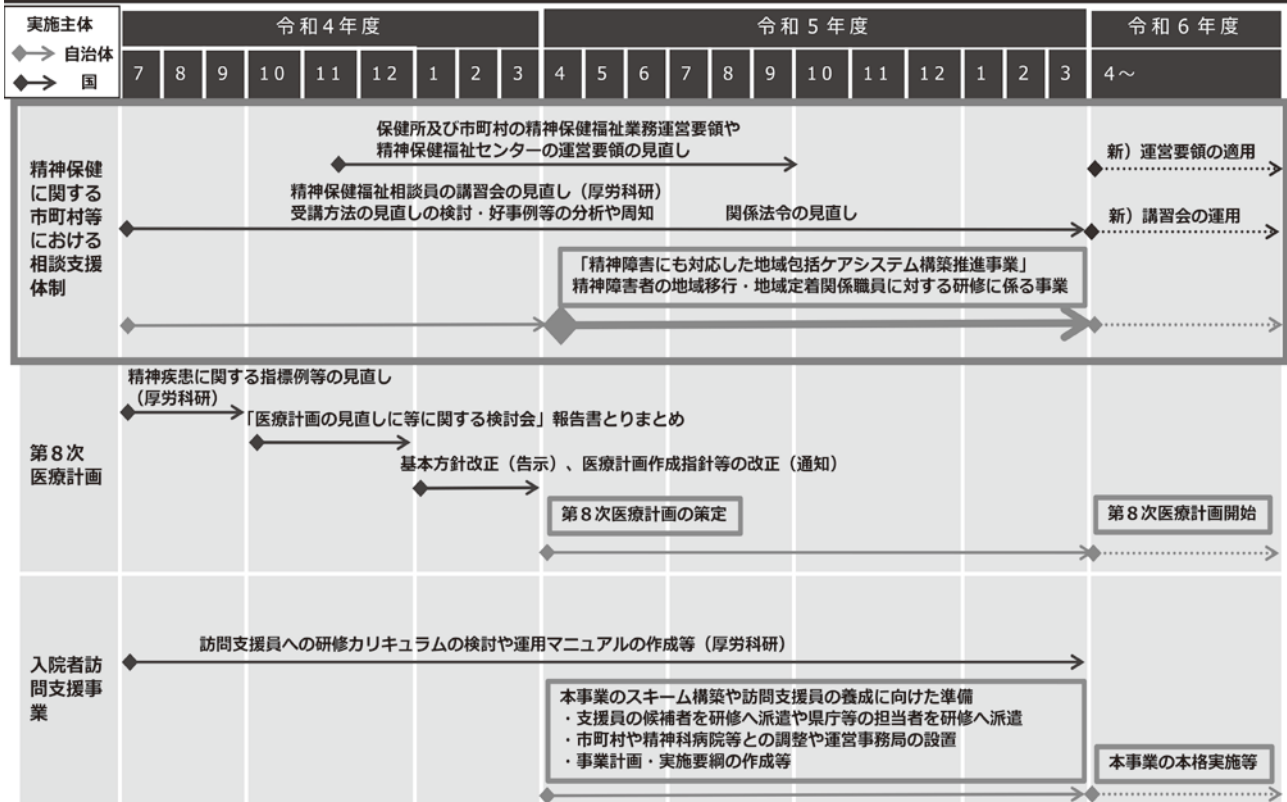 実施主体
自治体
国
令和4年度
令和5年度
令和6年度
7 8 9 10 11 12 1 2 3 4 5 6 7 8 9 10 11 12 1 2 3 4～
精神保健
に関する
市町村等
における
相談支援
体制
保健所及び市町村の精神保健福祉業務運営要領や
精神保健福祉センターの運営要領の見直し
新）運営要領の適用
精神保健福祉相談員の講習会の見直し（厚労科研）
受講方法の見直しの検討・好事例等の分析や周知
関係法令の見直し
新）講習会の運用
「精神障害にも対応した地域包括ケアシステム構築推進事業」
精神障害者の地域移行・地域定着関係職員に対する研修に係る事業
第8次
医療計画
精神疾患に関する指標例等の見直し
（厚労科研）
「医療計画の見直しに等に関する検討会」報告書とりまとめ
基本方針改正（告示）、医療計画作成指針等の改正（通知）
第8次医療計画の策定
第8次医療計画開始
入院者訪
問支援事
業
訪問支援員への研修カリキュラムの検討や運用マニュアルの作成等（厚労科研）
本事業のスキーム構築や訪問支援員の養成に向けた準備
・支援員の候補者を研修へ派遣や県庁等の担当者を研修へ派遣
・市町村や精神科病院等との調整や運営事務局の設置
・事業計画・実施要綱の作成等
本事業の本格実施等